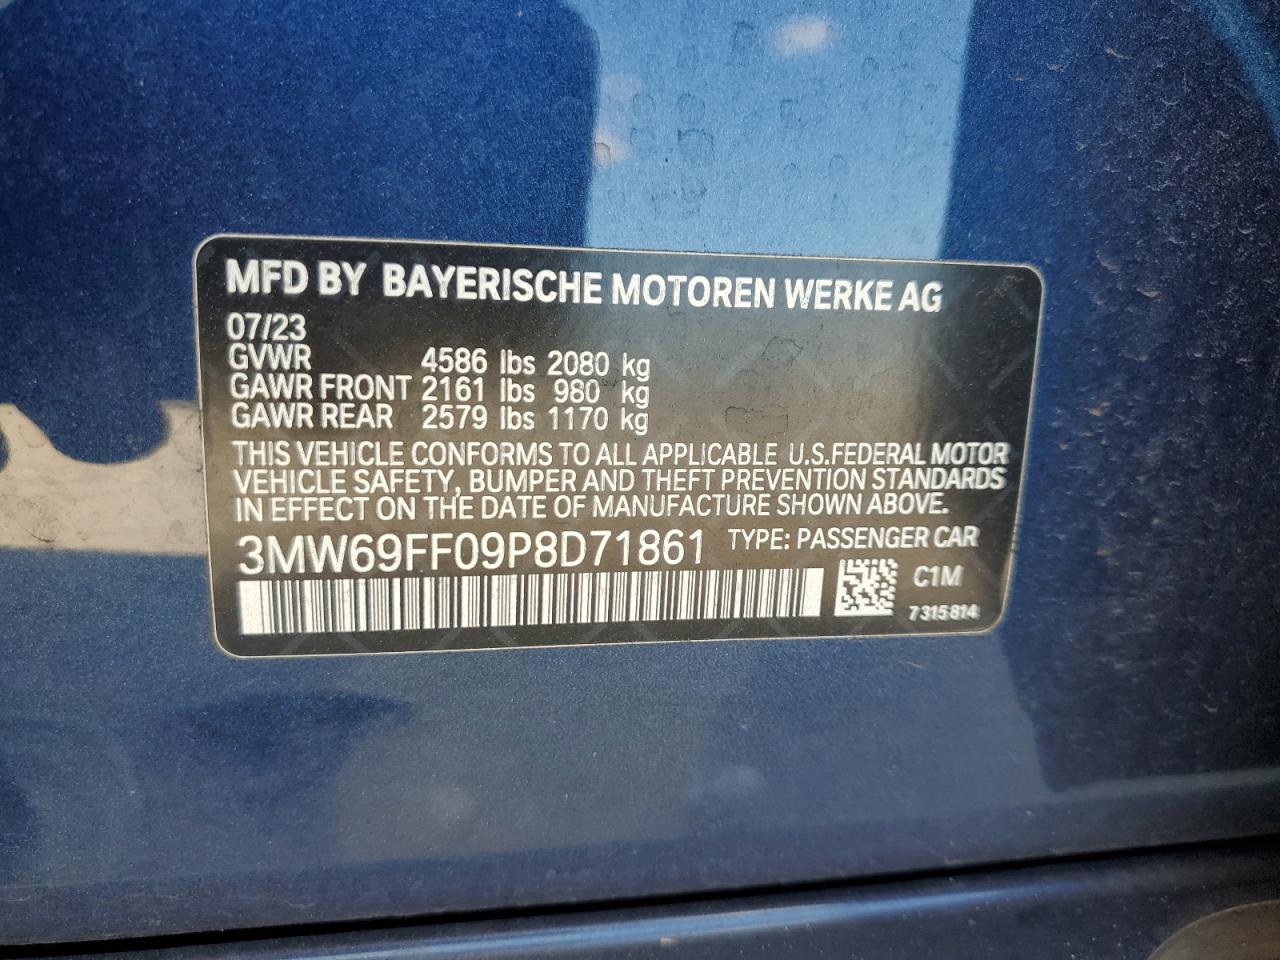 MFD BY BAYERISCHE MOTOREN WERKE AG
07/23
GVWR 4586 lbs 2080 kg
GAWR FRONT 2161 lbs 980 kg
GAWR REAR 2579 lbs 1170 kg
THIS VEHICLE CONFORMS TO ALL APPLICABLE U.S.FEDERAL MOTOR
VEHICLE SAFETY, BUMPER AND THEFT PREVENTION STANDARDS
IN EFFECT ON THE DATE OF MANUFACTURE SHOWN ABOVE.
3MW69FF09P8D71861 TYPE: PASSENGER CAR
C1M
7315814